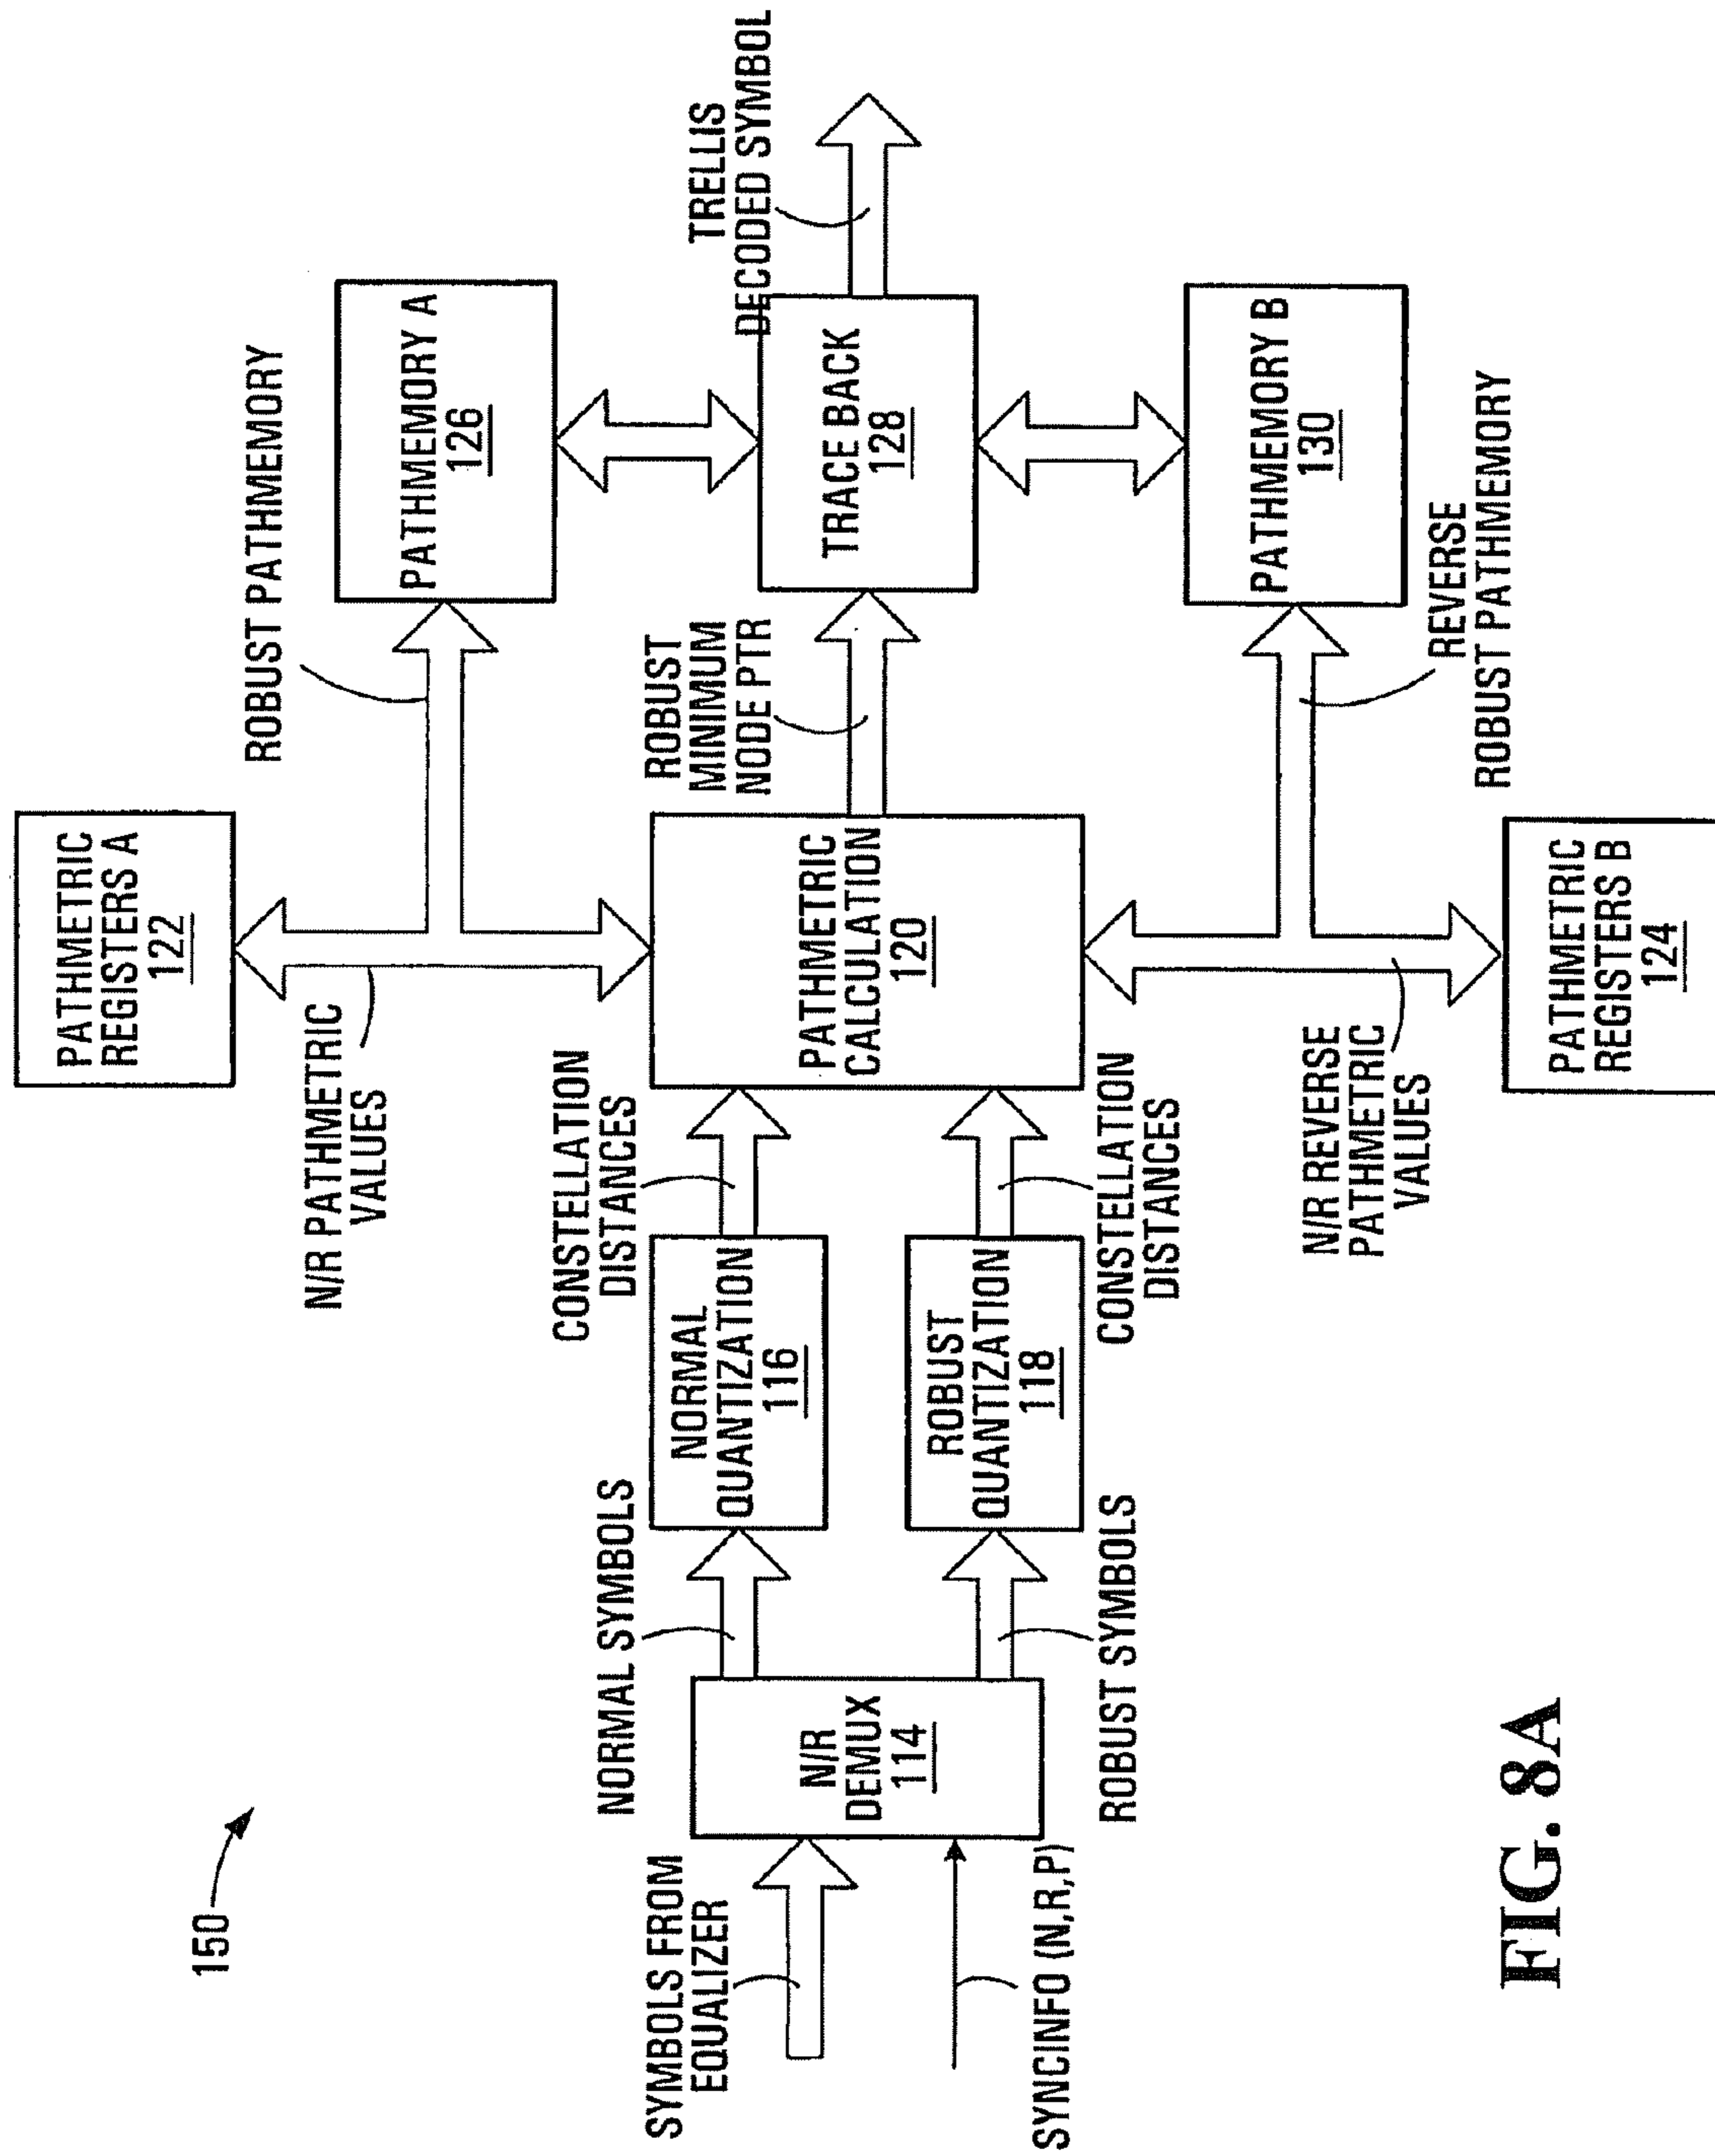 150
SYMBOLS FROM
EQUALIZER
SYNCINFO (N,R,P)
N/R
DEMUX
114
NORMAL SYMBOLS
ROBUST SYMBOLS
NORMAL
QUANTIZATION
116
ROBUST
QUANTIZATION
118
CONSTELLATION
DISTANCES
CONSTELLATION
DISTANCES
PATHMETRIC
REGISTERS A
122
N/R PATHMETRIC
VALUES
PATHMETRIC
CALCULATION
120
N/R REVERSE
PATHMETRIC
VALUES
PATHMETRIC
REGISTERS B
124
ROBUST PATHMEMORY
ROBUST
MINIMUM
NODE PTR
REVERSE
ROBUST PATHMEMORY
PATHMEMORY A
126
TRACE BACK
128
PATHMEMORY B
130
TRELLIS
DECODED SYMBOL
FIG. 8A